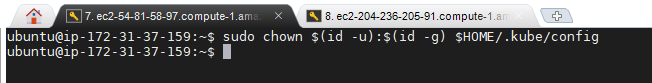 7. ec2-54-81-58-97.compute-1.ama
8. ec2-204-236-205-91.compute-1.am
ubuntu@ip-172-31-37-159:~$ sudo chown $(id -u):$(id -g) $HOME/.kube/config
ubuntu@ip-172-31-37-159:~$